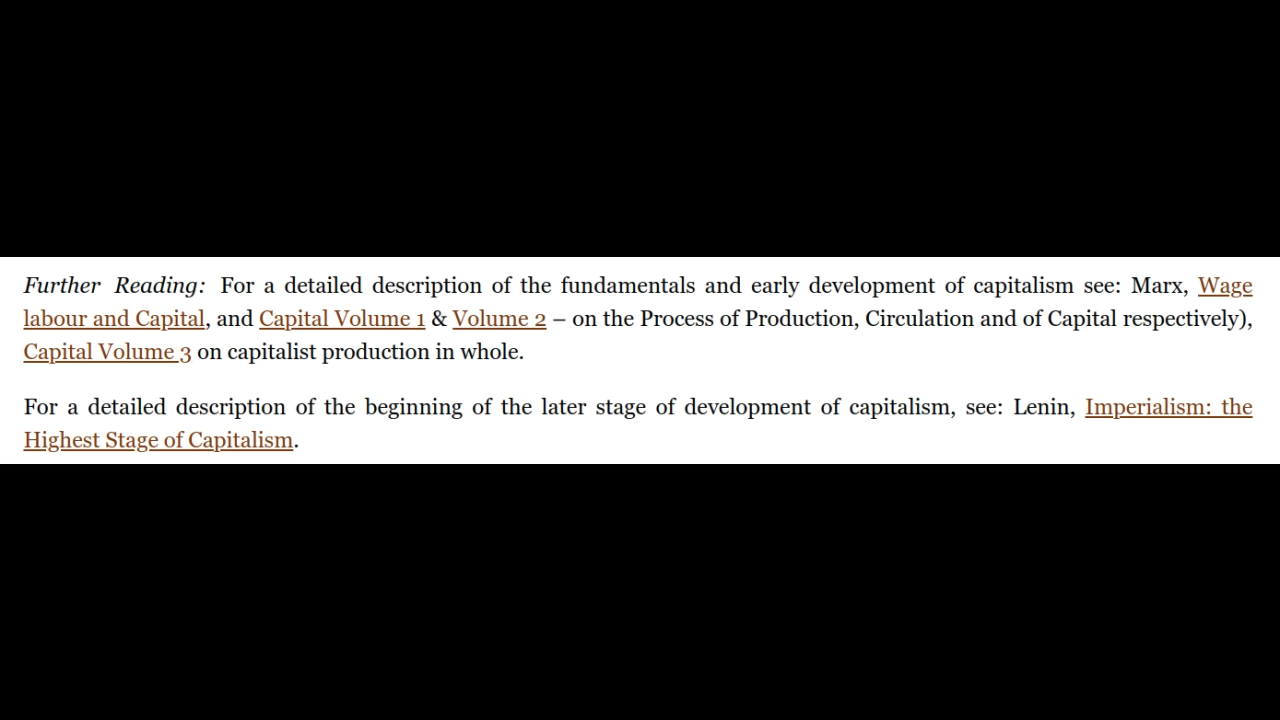 Further Reading: For a detailed description of the fundamentals and early development of capitalism see: Marx, Wage
labour and Capital, and Capital Volume 1 & Volume 2 – on the Process of Production, Circulation and of Capital respectively),
Capital Volume 3 on capitalist production in whole.
For a detailed description of the beginning of the later stage of development of capitalism, see: Lenin, Imperialism: the
Highest Stage of Capitalism.